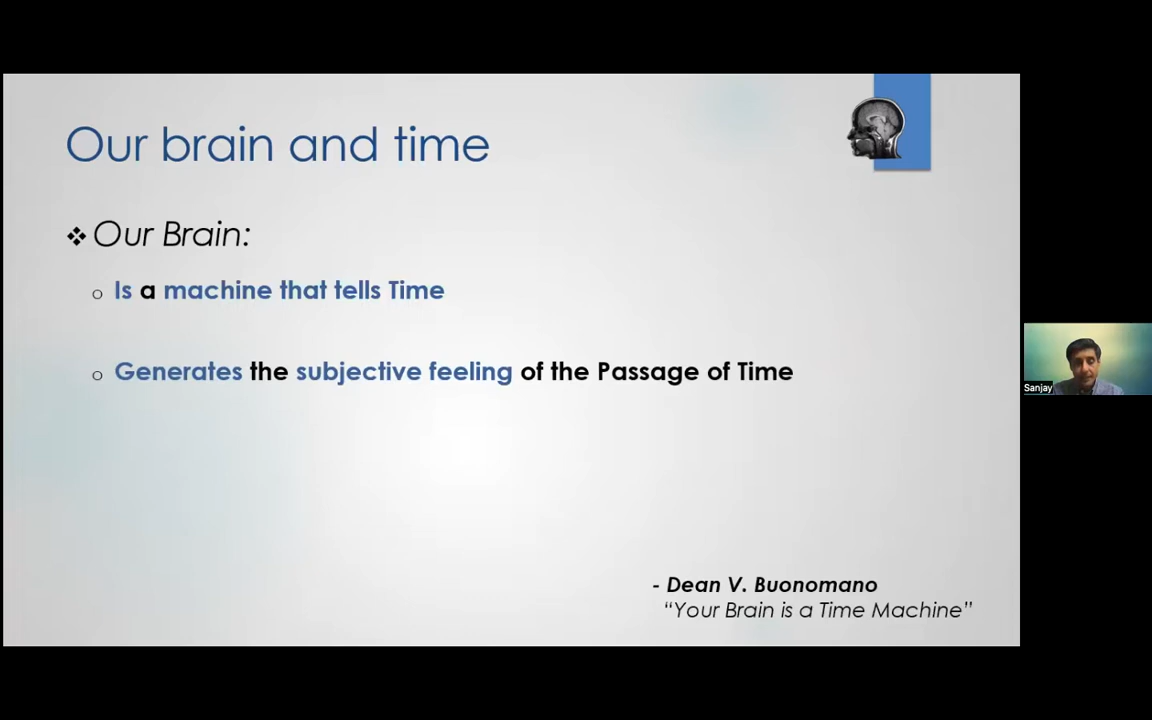 Our brain and time
❖ Our Brain:
o Is a machine that tells Time
o Generates the subjective feeling of the Passage of Time
Sanjay
- Dean V. Buonomano
“Your Brain is a Time Machine”